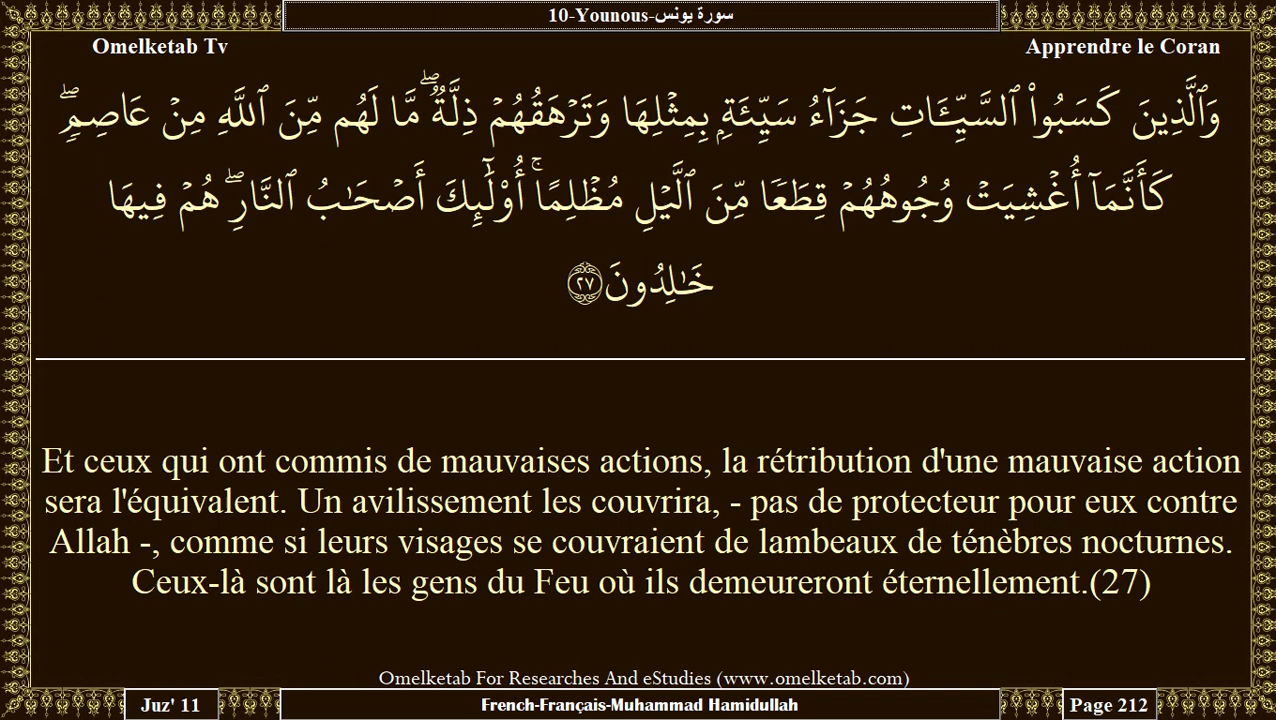 10-Younous-سورة يونس
Omelketab Tv
Apprendre le Coran
وَٱلَّذِينَ كَسَبُوا۟ ٱلسَّيِّـَٔاتِ جَزَآءُ سَيِّئَةٍۭ بِمِثْلِهَا وَتَرْهَقُهُمْ ذِلَّةٌۭ ۖ مَّا لَهُم مِّنَ ٱللَّهِ مِنْ عَاصِمٍۢ ۖ
كَأَنَّمَآ أُغْشِيَتْ وُجُوهُهُمْ قِطَعًۭا مِّنَ ٱلَّيْلِ مُظْلِمًا ۚ أُو۟لَٰٓئِكَ أَصْحَٰبُ ٱلنَّارِ ۖ هُمْ فِيهَا
خَٰلِدُونَ ٢٧
Et ceux qui ont commis de mauvaises actions, la rétribution d'une mauvaise action
sera l'équivalent. Un avilissement les couvrira, - pas de protecteur pour eux contre
Allah -, comme si leurs visages se couvraient de lambeaux de ténèbres nocturnes.
Ceux-là sont là les gens du Feu où ils demeureront éternellement.(27)
Omelketab For Researches And eStudies (www.omelketab.com)
Juz' 11
French-Français-Muhammad Hamidullah
Page 212